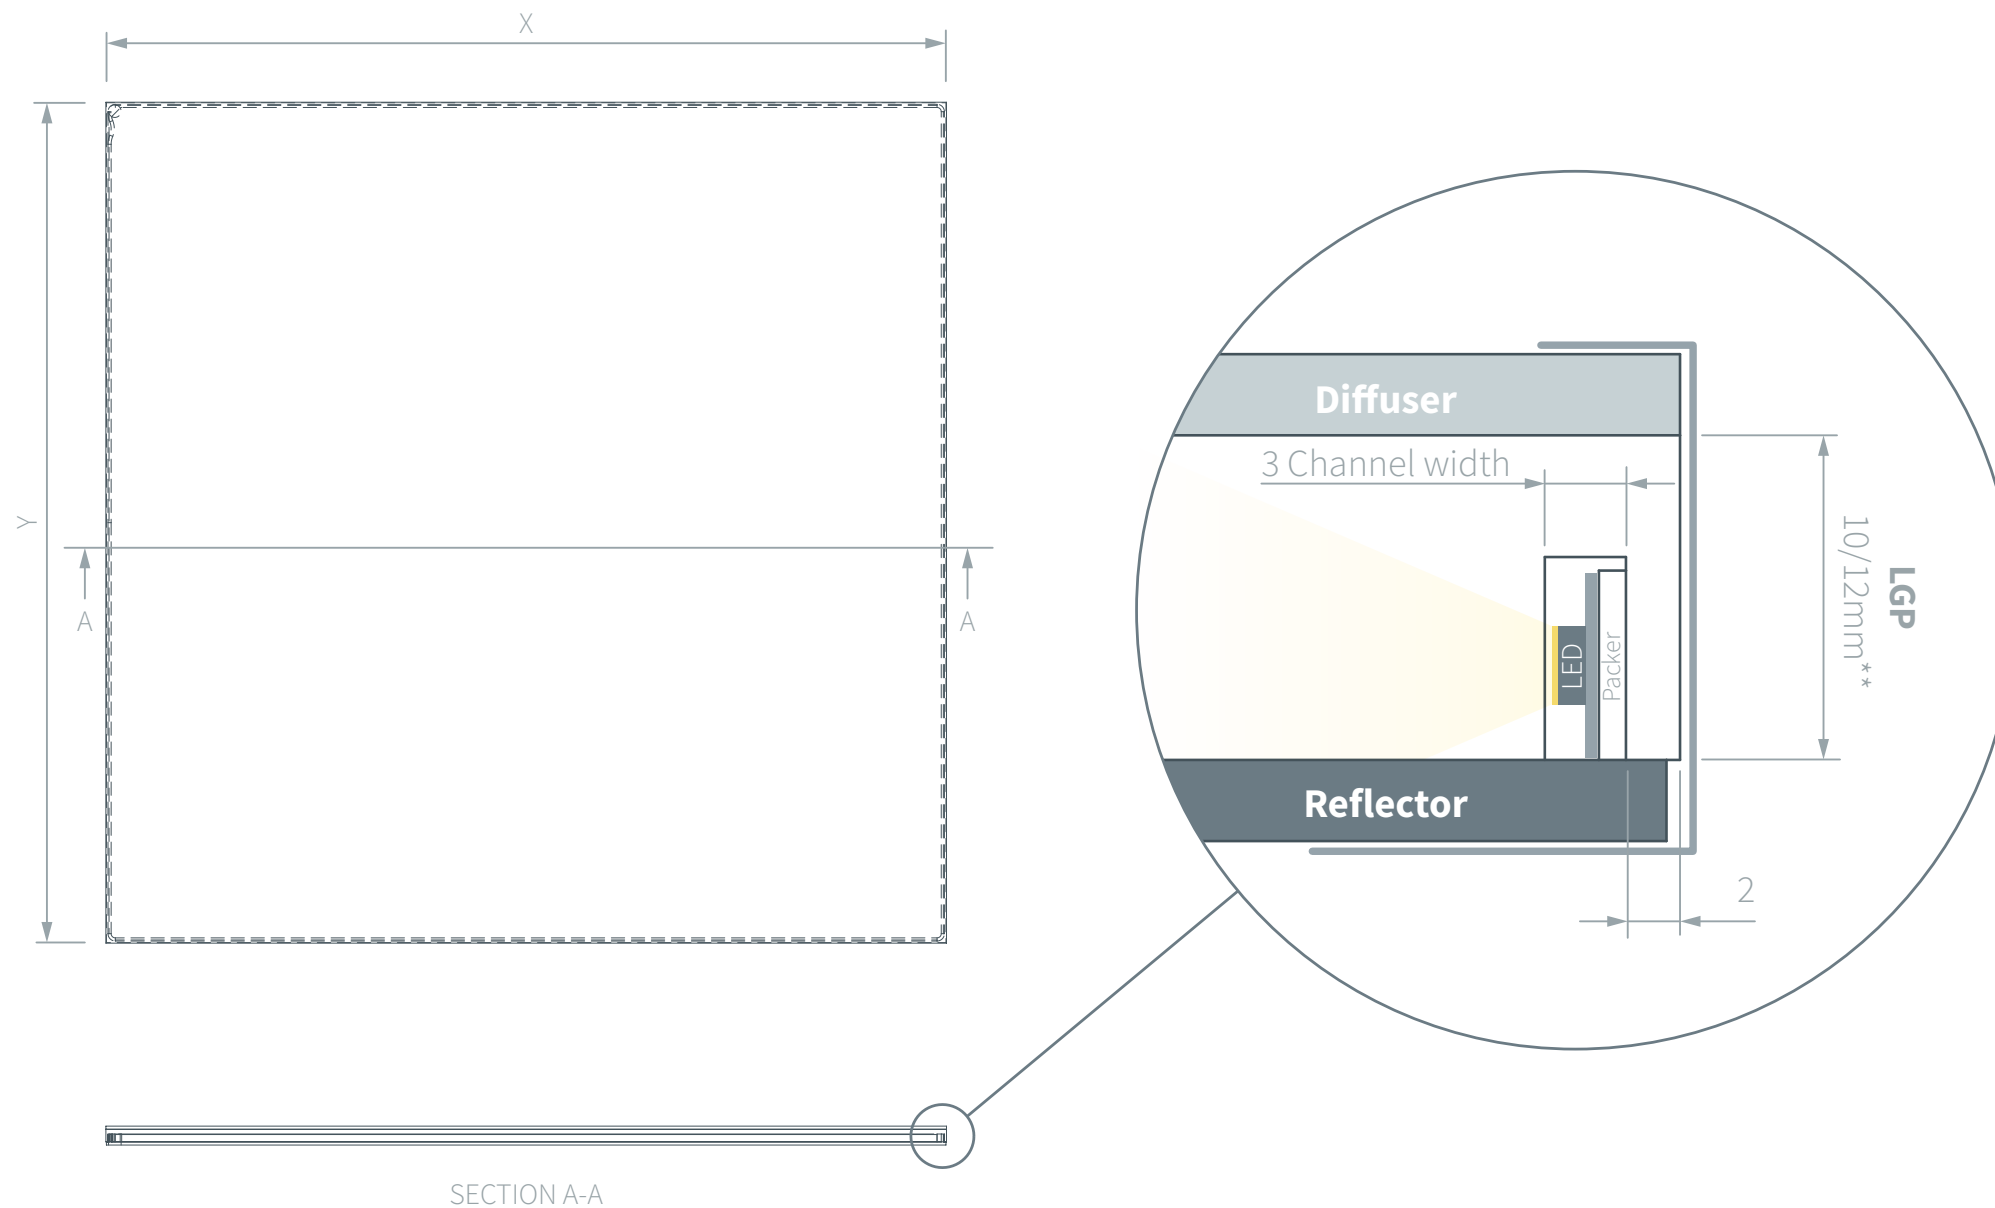 X
Y
A
A
SECTION A-A
Diffuser
3 Channel width
LED
Packer
10/12mm**
LGP
Reflector
2